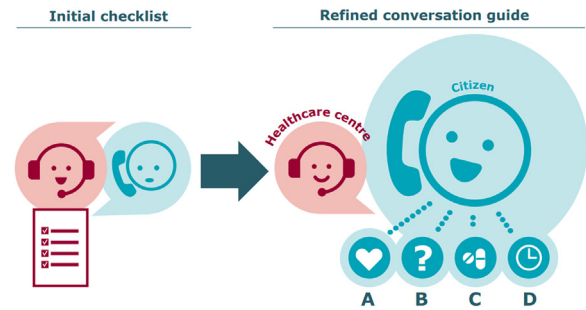 Initial checklist
Refined conversation guide
Citizen
Healthcare centre
?
A B C D